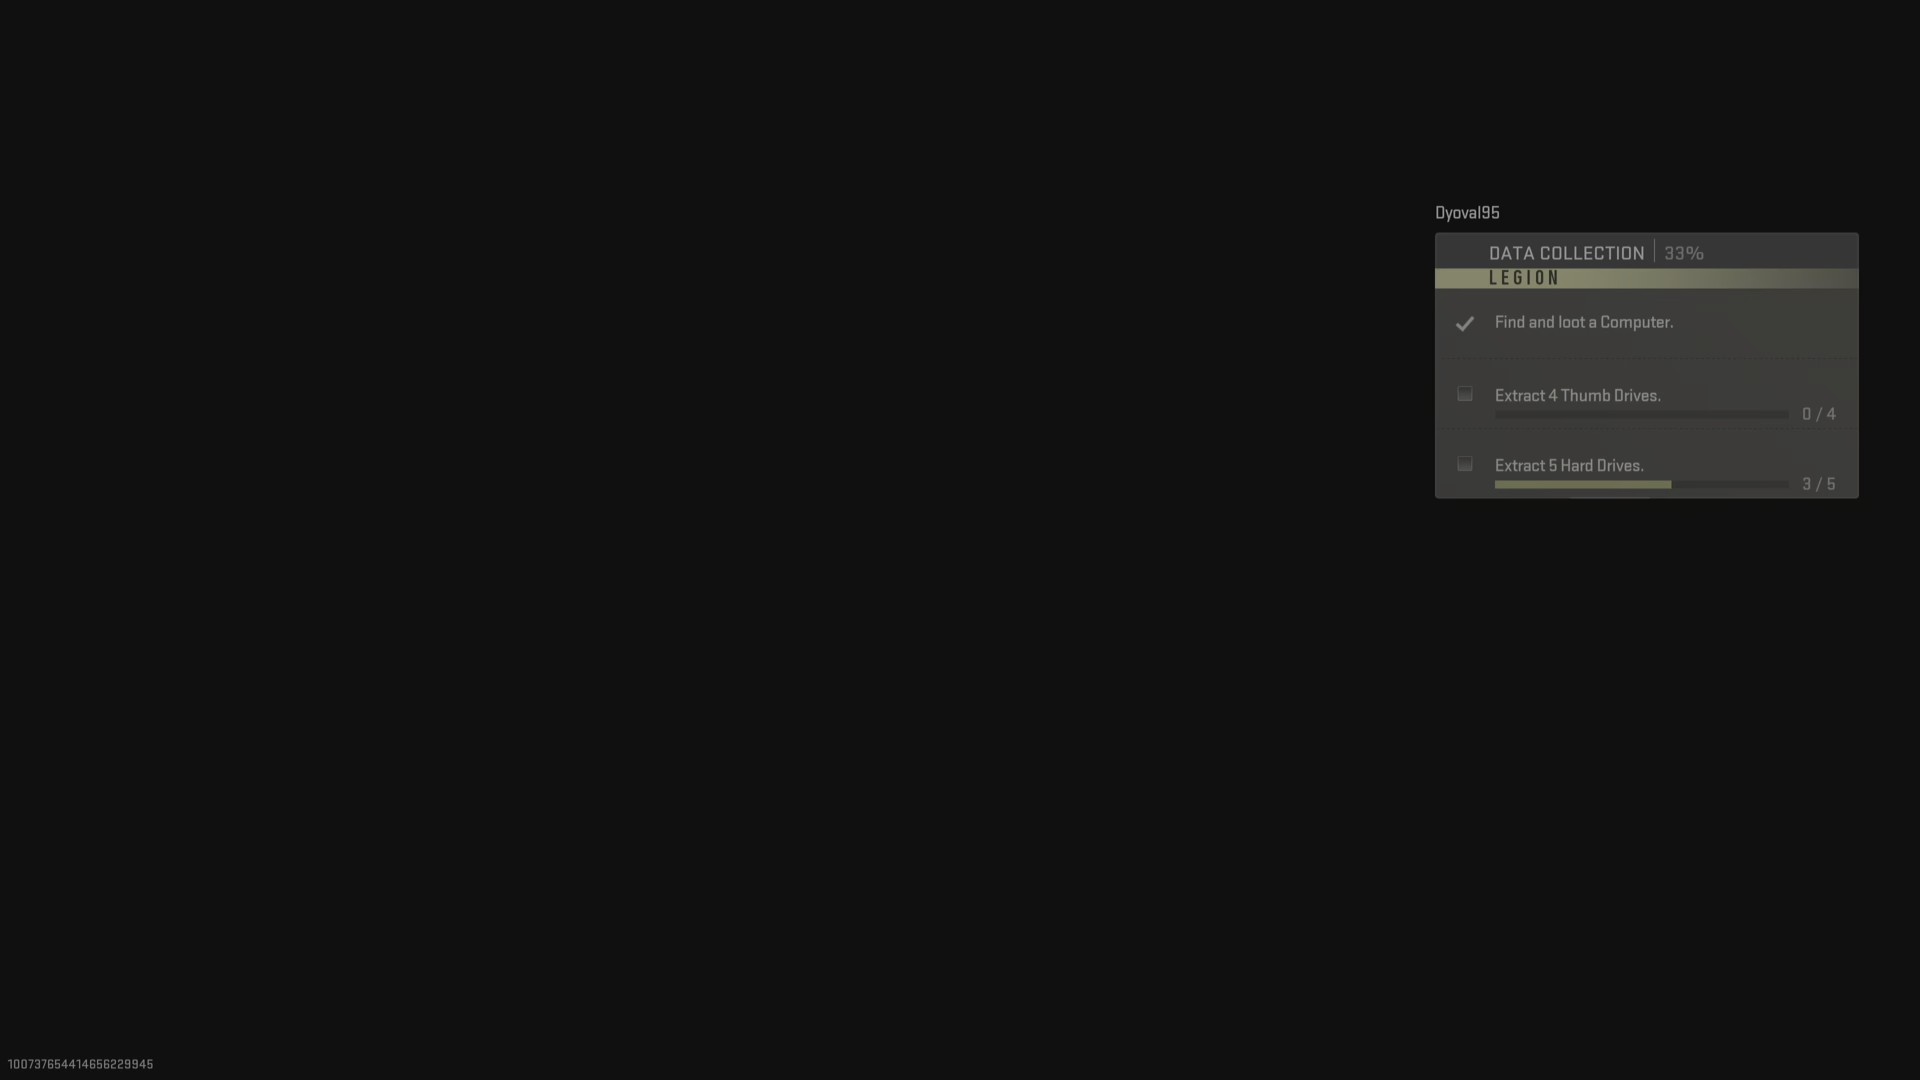 Dyoval95
DATA COLLECTION | 33%
LEGION
Find and loot a Computer.
Extract 4 Thumb Drives.
0 / 4
Extract 5 Hard Drives.
3 / 5
100737654414656229945